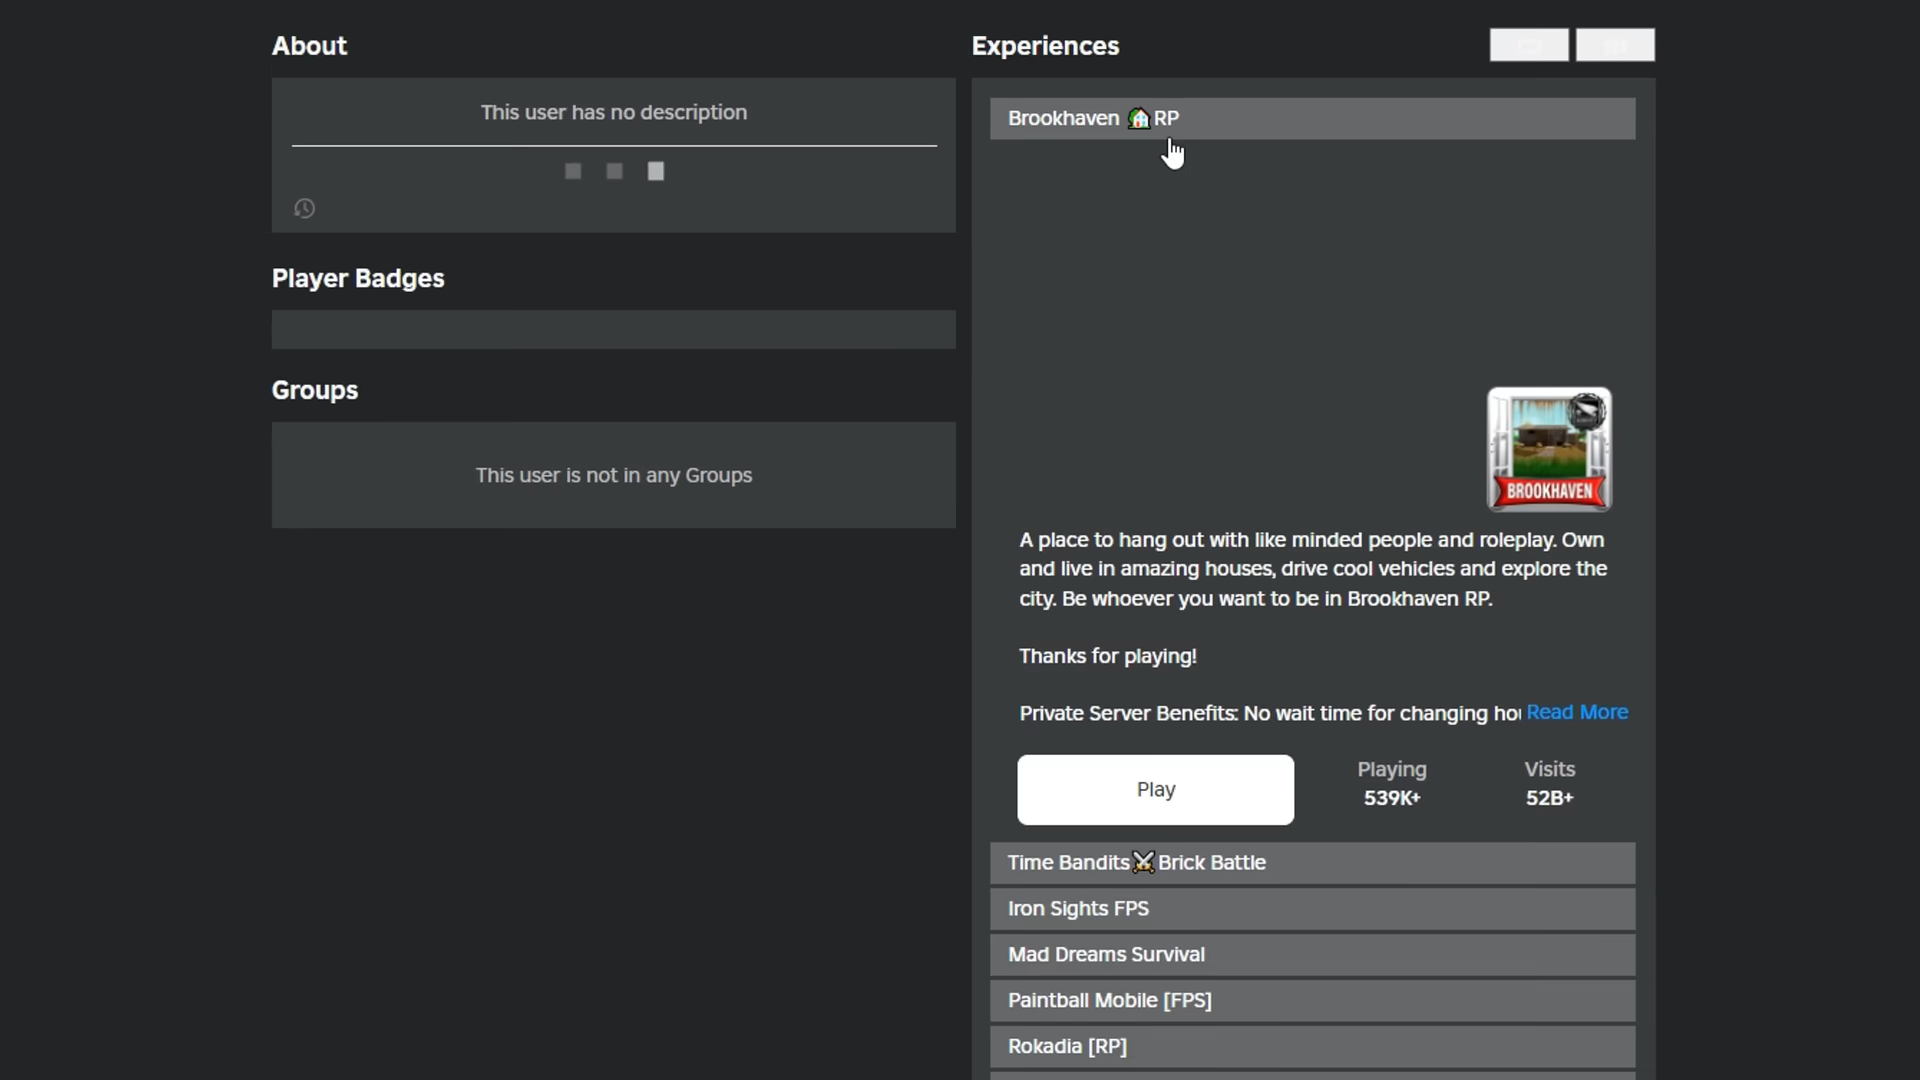 About
This user has no description
Player Badges
Groups
This user is not in any Groups
Experiences
Brookhaven 🏡RP
BROOKHAVEN
A place to hang out with like minded people and roleplay. Own
and live in amazing houses, drive cool vehicles and explore the
city. Be whoever you want to be in Brookhaven RP.
Thanks for playing!
Private Server Benefits: No wait time for changing hou Read More
Play
Playing
539K+
Visits
52B+
Time Bandits⚔️Brick Battle
Iron Sights FPS
Mad Dreams Survival
Paintball Mobile [FPS]
Rokadia [RP]